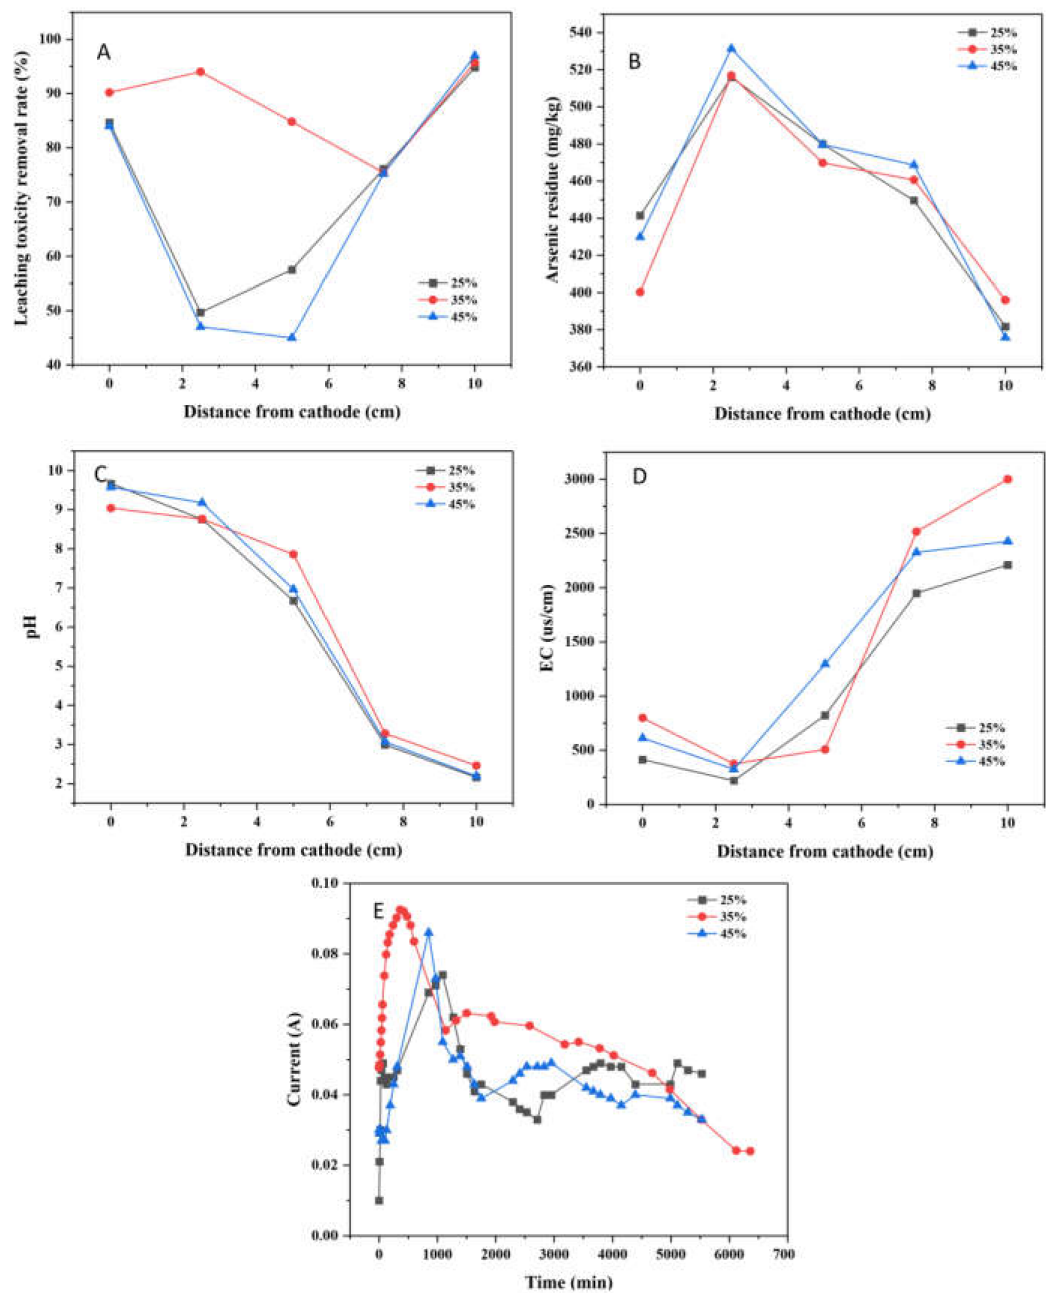 A
Leaching toxicity removal rate (%)
100
90
80
70
60
50
40
25%
35%
45%
0 2 4 6 8 10
Distance from cathode (cm)
B
Arsenic residue (mg/kg)
540
520
500
480
460
440
420
400
380
360
25%
35%
45%
0 2 4 6 8 10
Distance from cathode (cm)
C
pH
10
9
8
7
6
5
4
3
2
25%
35%
45%
0 2 4 6 8 10
Distance from cathode (cm)
D
EC (us/cm)
3000
2500
2000
1500
1000
500
0
25%
35%
45%
0 2 4 6 8 10
Distance from cathode (cm)
E
Current (A)
0.10
0.08
0.06
0.04
0.02
0.00
25%
35%
45%
0 1000 2000 3000 4000 5000 6000 700
Time (min)